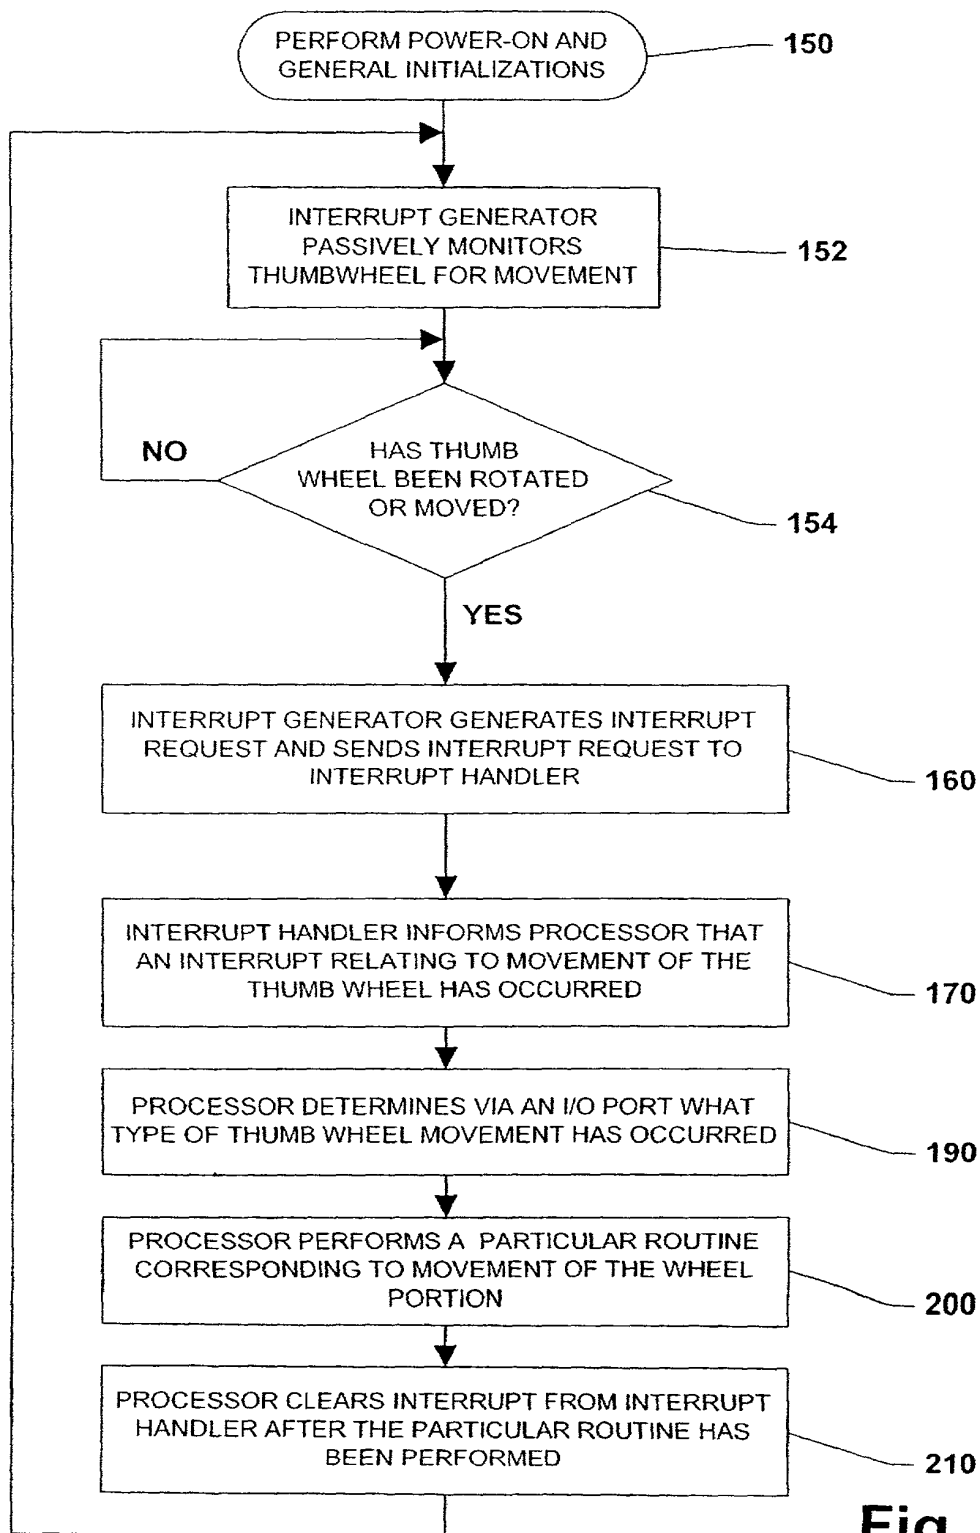 PERFORM POWER-ON AND
GENERAL INITIALIZATIONS
150
INTERRUPT GENERATOR
PASSIVELY MONITORS
THUMBWHEEL FOR MOVEMENT
152
NO
HAS THUMB
WHEEL BEEN ROTATED
OR MOVED?
154
YES
INTERRUPT GENERATOR GENERATES INTERRUPT
REQUEST AND SENDS INTERRUPT REQUEST TO
INTERRUPT HANDLER
160
INTERRUPT HANDLER INFORMS PROCESSOR THAT
AN INTERRUPT RELATING TO MOVEMENT OF THE
THUMB WHEEL HAS OCCURRED
170
PROCESSOR DETERMINES VIA AN I/O PORT WHAT
TYPE OF THUMB WHEEL MOVEMENT HAS OCCURRED
190
PROCESSOR PERFORMS A PARTICULAR ROUTINE
CORRESPONDING TO MOVEMENT OF THE WHEEL
PORTION
200
PROCESSOR CLEARS INTERRUPT FROM INTERRUPT
HANDLER AFTER THE PARTICULAR ROUTINE HAS
BEEN PERFORMED
210
Fig